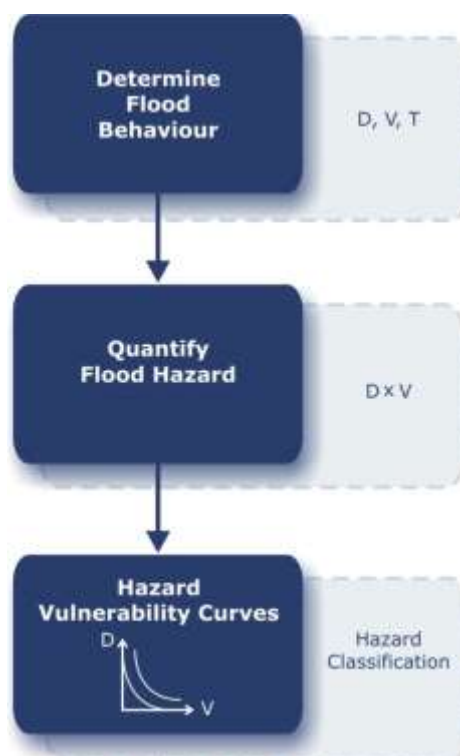 Determine
Flood
Behaviour
D, V, T
Quantify
Flood Hazard
D x V
Hazard
Vulnerability Curves
D
V
Hazard
Classification